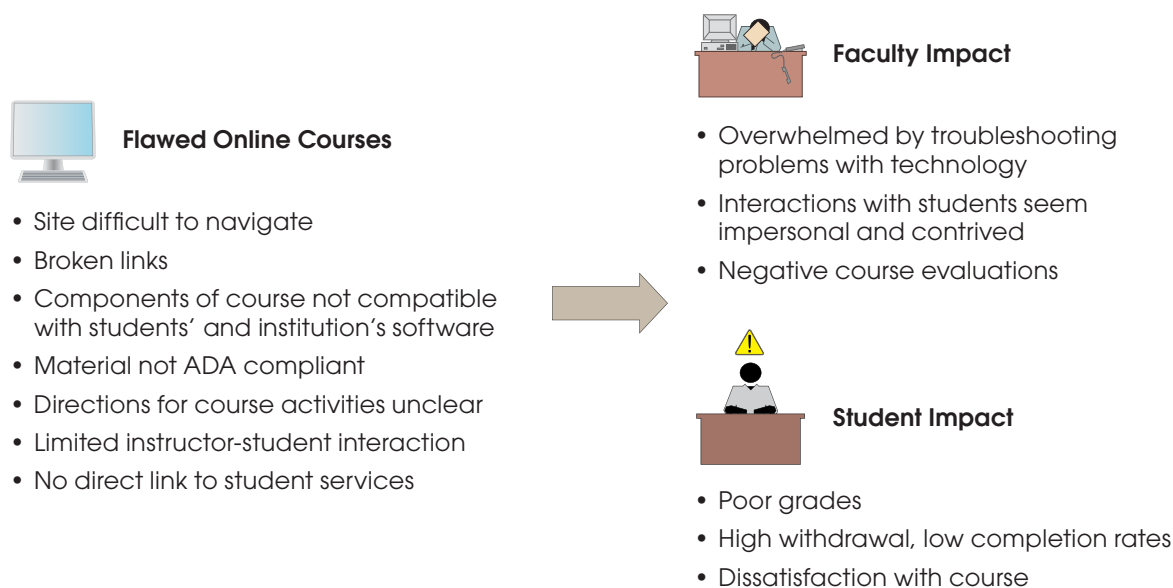 Flawed Online Courses
• Site difficult to navigate
• Broken links
• Components of course not compatible
with students’ and institution’s software
• Material not ADA compliant
• Directions for course activities unclear
• Limited instructor-student interaction
• No direct link to student services
Faculty Impact
• Overwhelmed by troubleshooting
problems with technology
• Interactions with students seem
impersonal and contrived
• Negative course evaluations
Student Impact
• Poor grades
• High withdrawal, low completion rates
• Dissatisfaction with course